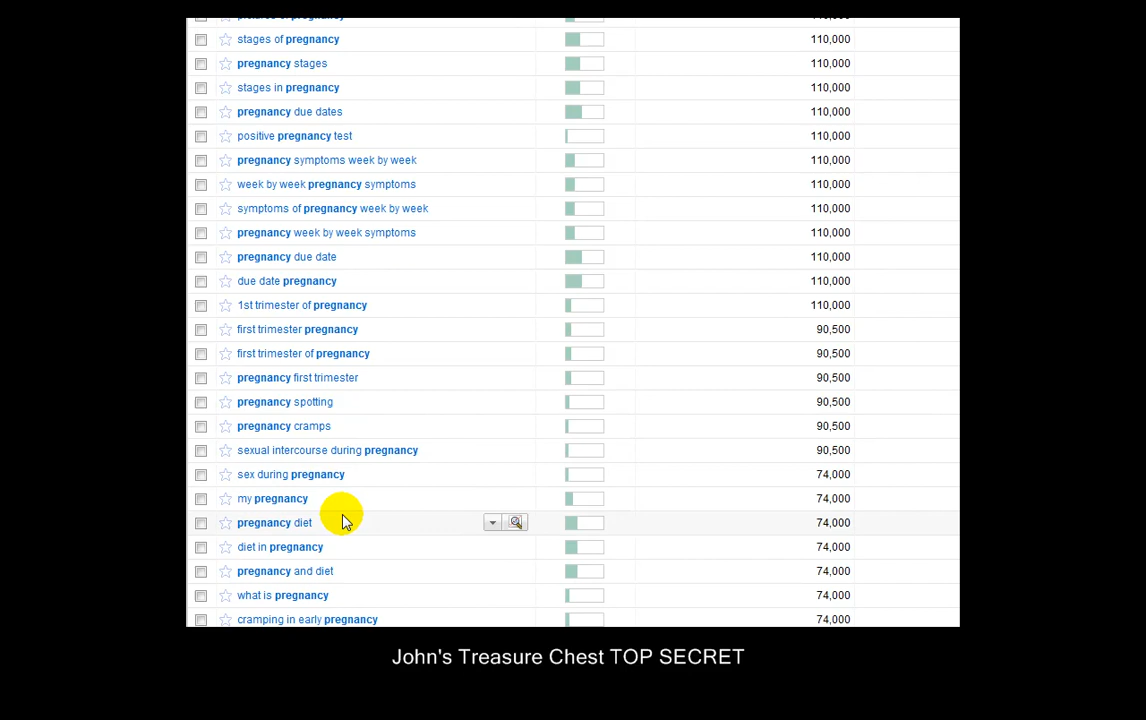 pictures of pregnancy 110,000
stages of pregnancy 110,000
pregnancy stages 110,000
stages in pregnancy 110,000
pregnancy due dates 110,000
positive pregnancy test 110,000
pregnancy symptoms week by week 110,000
week by week pregnancy symptoms 110,000
symptoms of pregnancy week by week 110,000
pregnancy week by week symptoms 110,000
pregnancy due date 110,000
due date pregnancy 110,000
1st trimester of pregnancy 110,000
first trimester pregnancy 90,500
first trimester of pregnancy 90,500
pregnancy first trimester 90,500
pregnancy spotting 90,500
pregnancy cramps 90,500
sexual intercourse during pregnancy 90,500
sex during pregnancy 74,000
my pregnancy 74,000
pregnancy diet 74,000
diet in pregnancy 74,000
pregnancy and diet 74,000
what is pregnancy 74,000
cramping in early pregnancy 74,000
John's Treasure Chest TOP SECRET